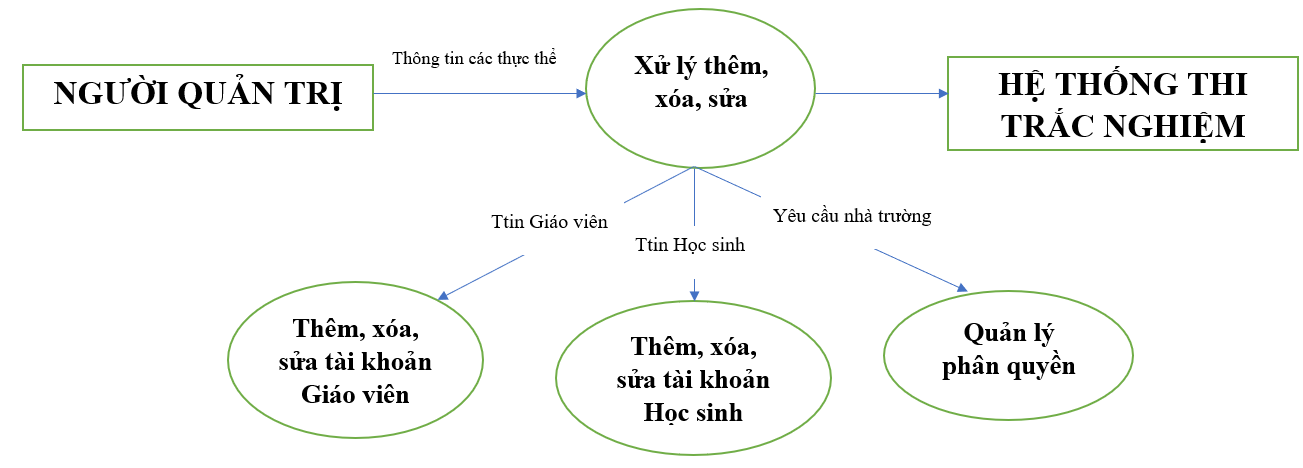 NGƯỜI QUẢN TRỊ
Thông tin các thực thể
Xử lý thêm,
xóa, sửa
HỆ THỐNG THI
TRẮC NGHIỆM
Ttin Giáo viên
Ttin Học sinh
Yêu cầu nhà trường
Thêm, xóa,
sửa tài khoản
Giáo viên
Thêm, xóa,
sửa tài khoản
Học sinh
Quản lý
phân quyền